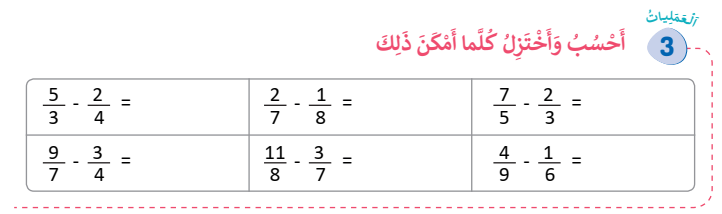 اَلْعَمَلِيَاتُ
3 أَحْسُبُ وَأَخْتَزِلُ كُلَّما أَمْكَنَ ذَلِكَ
5/3 - 2/4 = 2/7 - 1/8 = 7/5 - 2/3 =
9/7 - 3/4 = 11/8 - 3/7 = 4/9 - 1/6 =